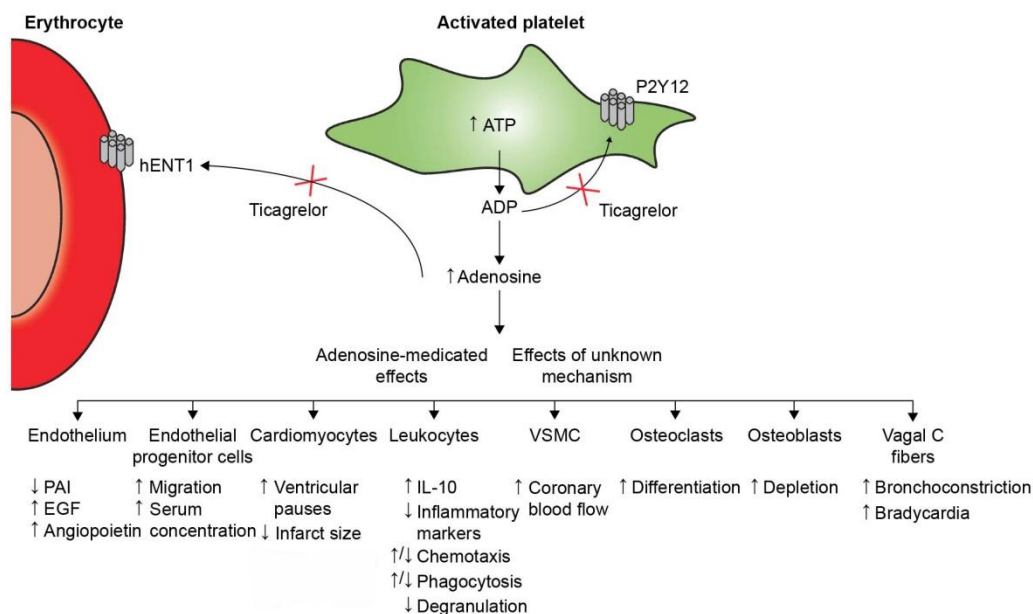 Erythrocyte
Activated platelet
P2Y12
↑ ATP
hENT1
Ticagrelor
ADP
Ticagrelor
↑ Adenosine
Adenosine-medicated
effects
Effects of unknown
mechanism
Endothelium
↓ PAI
↑ EGF
↑ Angiopoietin
Endothelial
progenitor cells
↑ Migration
↑ Serum
concentration
Cardiomyocytes
↑ Ventricular
pauses
↓ Infarct size
Leukocytes
↑ IL-10
↓ Inflammatory
markers
↑/↓ Chemotaxis
↑/↓ Phagocytosis
↓ Degranulation
VSMC
↑ Coronary
blood flow
Osteoclasts
↑ Differentiation
Osteoblasts
↑ Depletion
Vagal C
fibers
↑ Bronchoconstriction
↑ Bradycardia